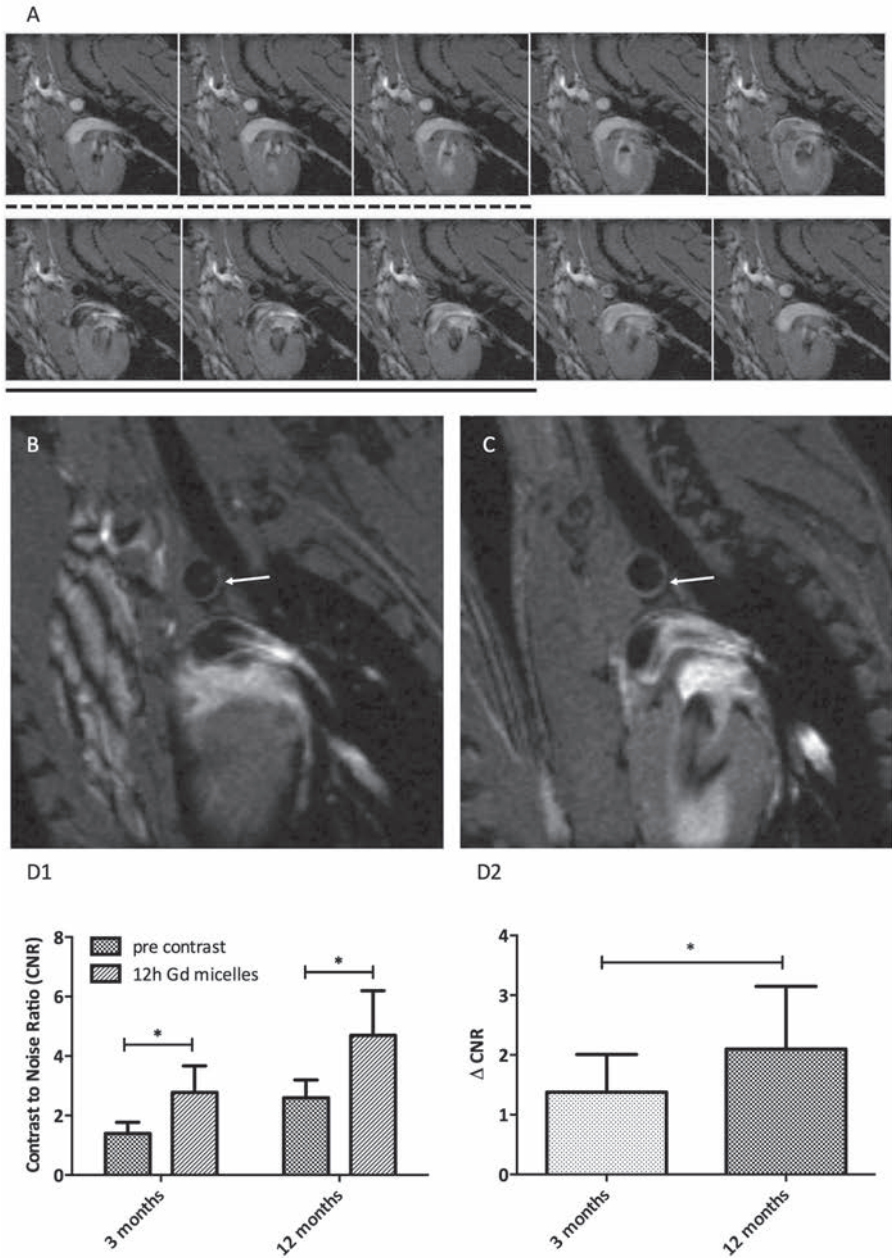 A
B
C
D1
D2
Contrast to Noise Ratio (CNR)
8
6
4
2
0
pre contrast
12h Gd micelles
*
*
3 months
12 months
Δ CNR
4
3
2
1
0
*
3 months
12 months